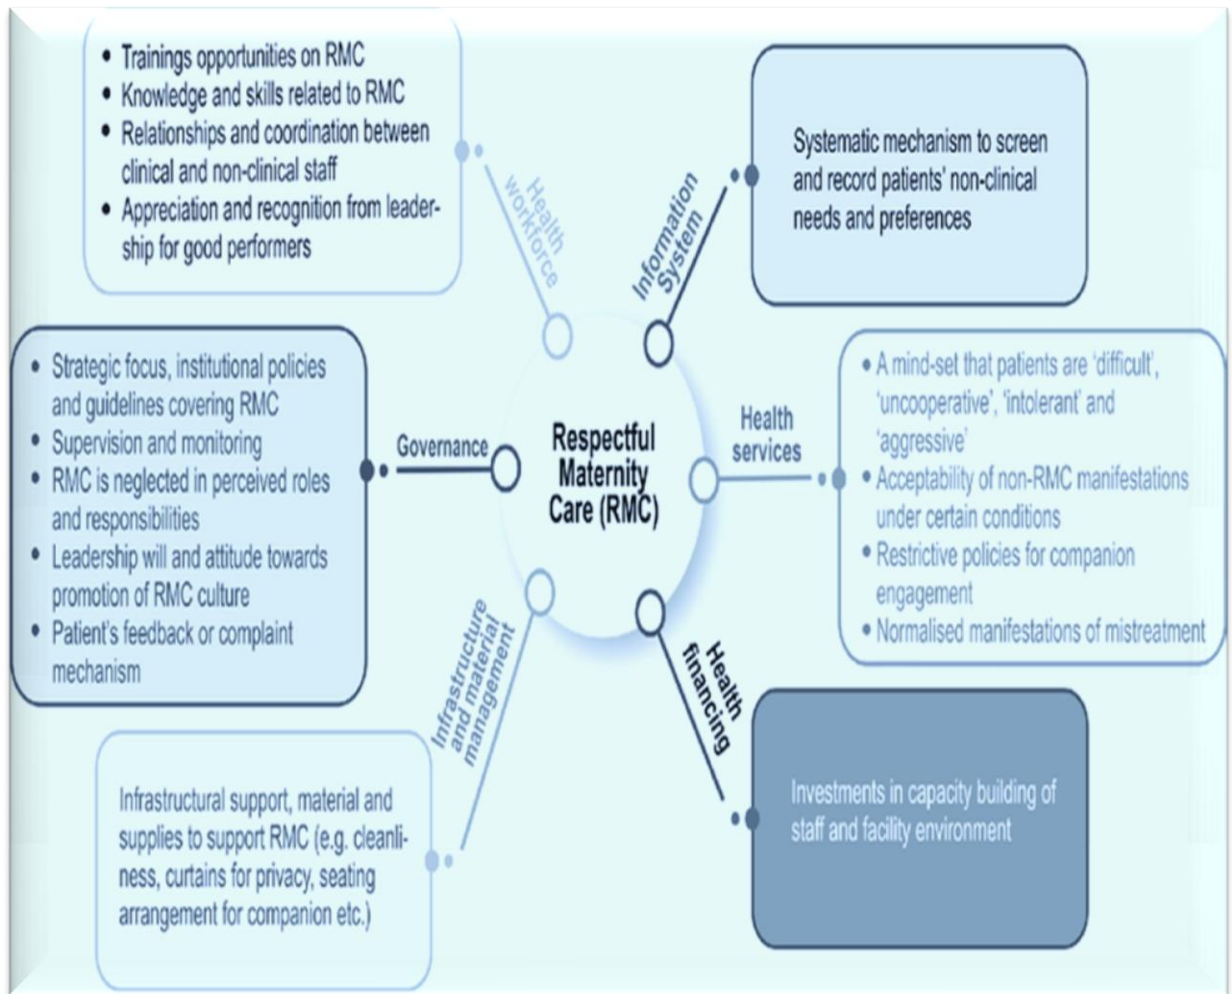 • Trainings opportunities on RMC
• Knowledge and skills related to RMC
• Relationships and coordination between
clinical and non-clinical staff
• Appreciation and recognition from leader-
ship for good performers
Health
workforce
Information
System
Systematic mechanism to screen
and record patients' non-clinical
needs and preferences
• Strategic focus, institutional policies
and guidelines covering RMC
• Supervision and monitoring
• RMC is neglected in perceived roles
and responsibilities
• Leadership will and attitude towards
promotion of RMC culture
• Patient's feedback or complaint
mechanism
Governance
Respectful
Maternity
Care (RMC)
Health
services
• A mind-set that patients are ‘difficult’,
‘uncooperative’, ‘intolerant’ and
‘aggressive’
• Acceptability of non-RMC manifestations
under certain conditions
• Restrictive policies for companion
engagement
• Normalised manifestations of mistreatment
Infrastructure
and material
management
Health
financing
Infrastructural support, material and
supplies to support RMC (e.g. cleanli-
ness, curtains for privacy, seating
arrangement for companion etc.)
Investments in capacity building of
staff and facility environment